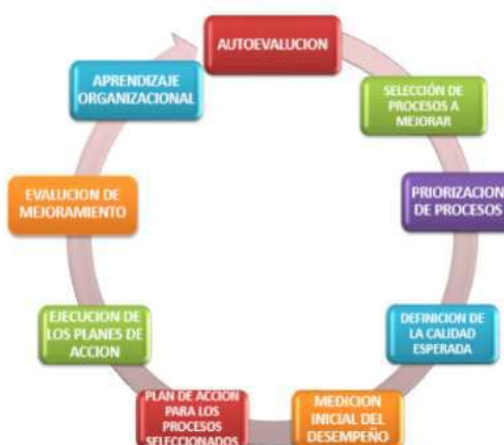 AUTOEVALUCION
SELECCIÓN DE
PROCESOS A
MEJORAR
PRIORIZACION
DE PROCESOS
DEFINICION DE
LA CALIDAD
ESPERADA
MEDICION
INICIAL DEL
DESEMPEÑO
PLAN DE ACCION
PARA LOS
PROCESOS
SELECCIONADOS
EJECUCION DE
LOS PLANES DE
ACCION
EVALUCION DE
MEJORAMIENTO
APRENDIZAJE
ORGANIZACIONAL